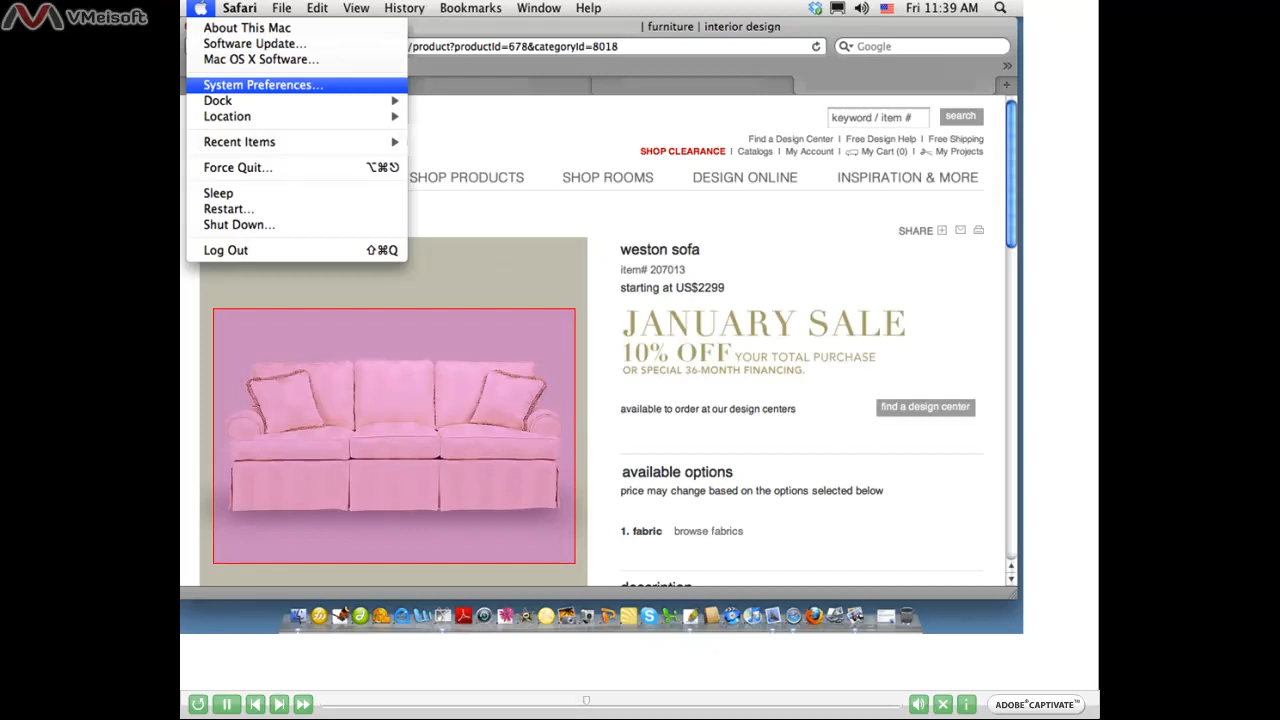 VMeisoft
Safari File Edit View History Bookmarks Window Help Fri 11:39 AM
About This Mac
Software Update...
Mac OS X Software...
System Preferences...
Dock
Location
Recent Items
Force Quit... ⌥⌘⎋
Sleep
Restart...
Shut Down...
Log Out ⇧⌘Q
| furniture | interior design
/product?productId=678&categoryId=8018
Google
keyword / item # search
Find a Design Center | Free Design Help | Free Shipping
SHOP CLEARANCE | Catalogs | My Account | My Cart (0) | My Projects
SHOP PRODUCTS SHOP ROOMS DESIGN ONLINE INSPIRATION & MORE
SHARE
weston sofa
item# 207013
starting at US$2299
JANUARY SALE
10% OFF YOUR TOTAL PURCHASE
OR SPECIAL 36-MONTH FINANCING.
available to order at our design centers find a design center
available options
price may change based on the options selected below
1. fabric browse fabrics
description
ADOBE® CAPTIVATE™